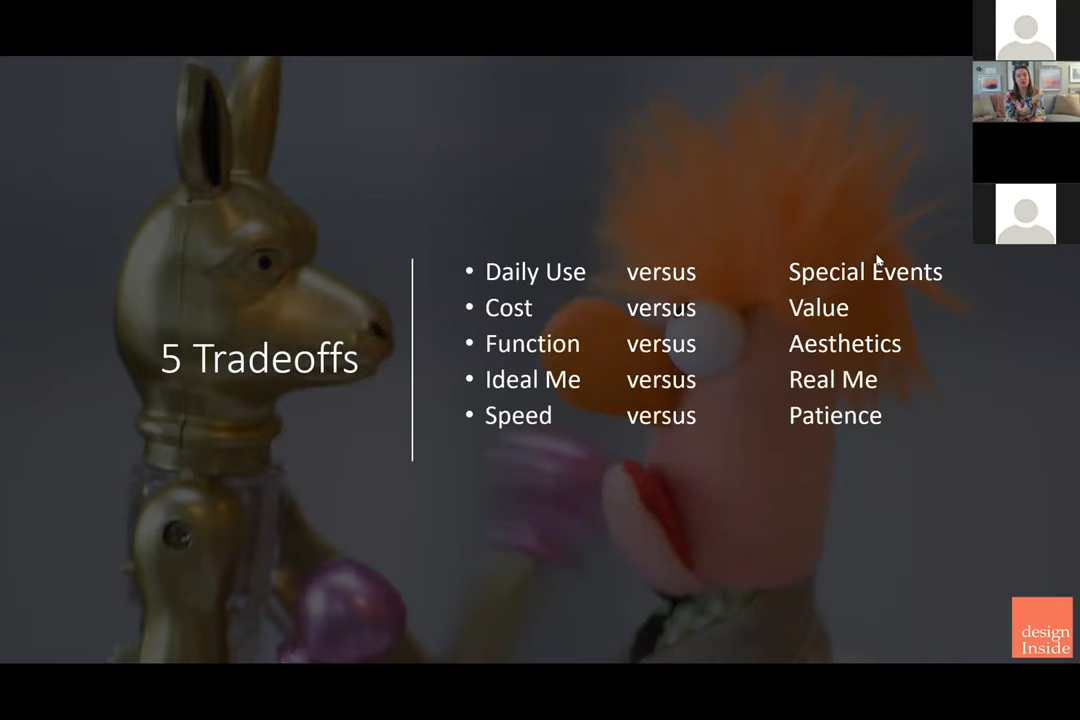 5 Tradeoffs
• Daily Use versus Special Events
• Cost versus Value
• Function versus Aesthetics
• Ideal Me versus Real Me
• Speed versus Patience
design
Inside